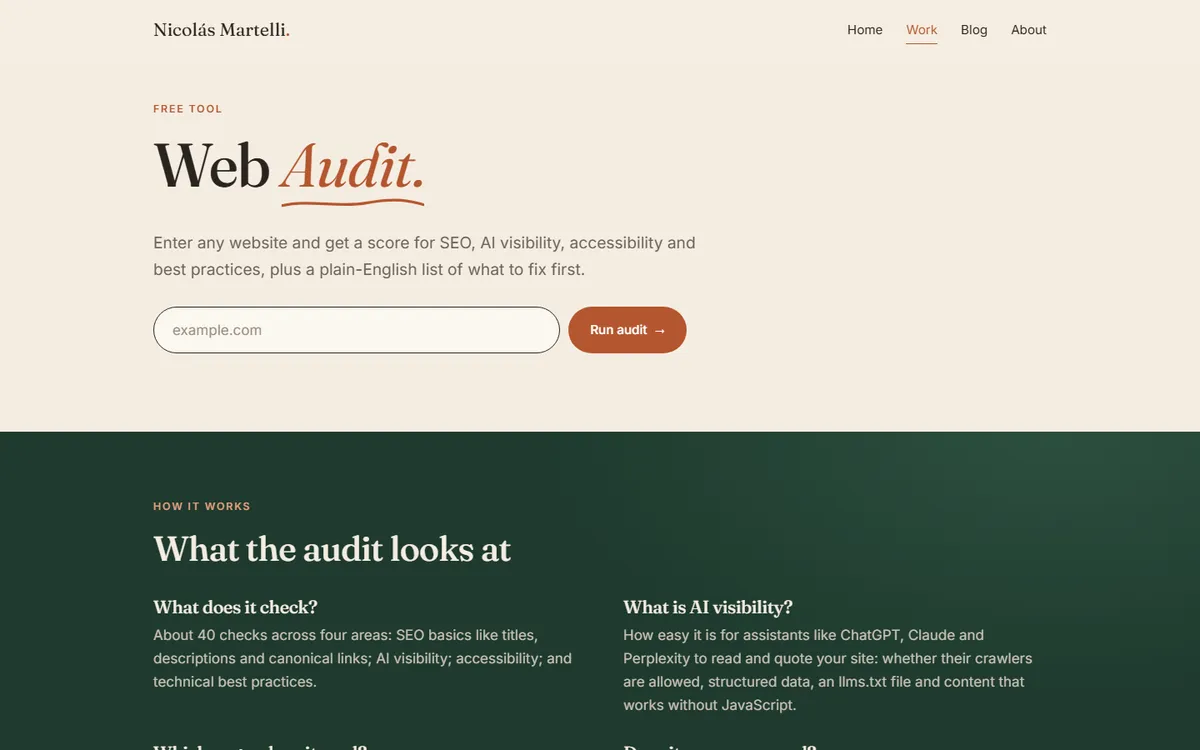 Nicolás Martelli.
Home Work Blog About
FREE TOOL
Web Audit.
Enter any website and get a score for SEO, AI visibility, accessibility and
best practices, plus a plain-English list of what to fix first.
example.com
Run audit →
HOW IT WORKS
What the audit looks at
What does it check?
About 40 checks across four areas: SEO basics like titles,
descriptions and canonical links; AI visibility; accessibility; and
technical best practices.
What is AI visibility?
How easy it is for assistants like ChatGPT, Claude and
Perplexity to read and quote your site: whether their crawlers
are allowed, structured data, an llms.txt file and content that
works without JavaScript.